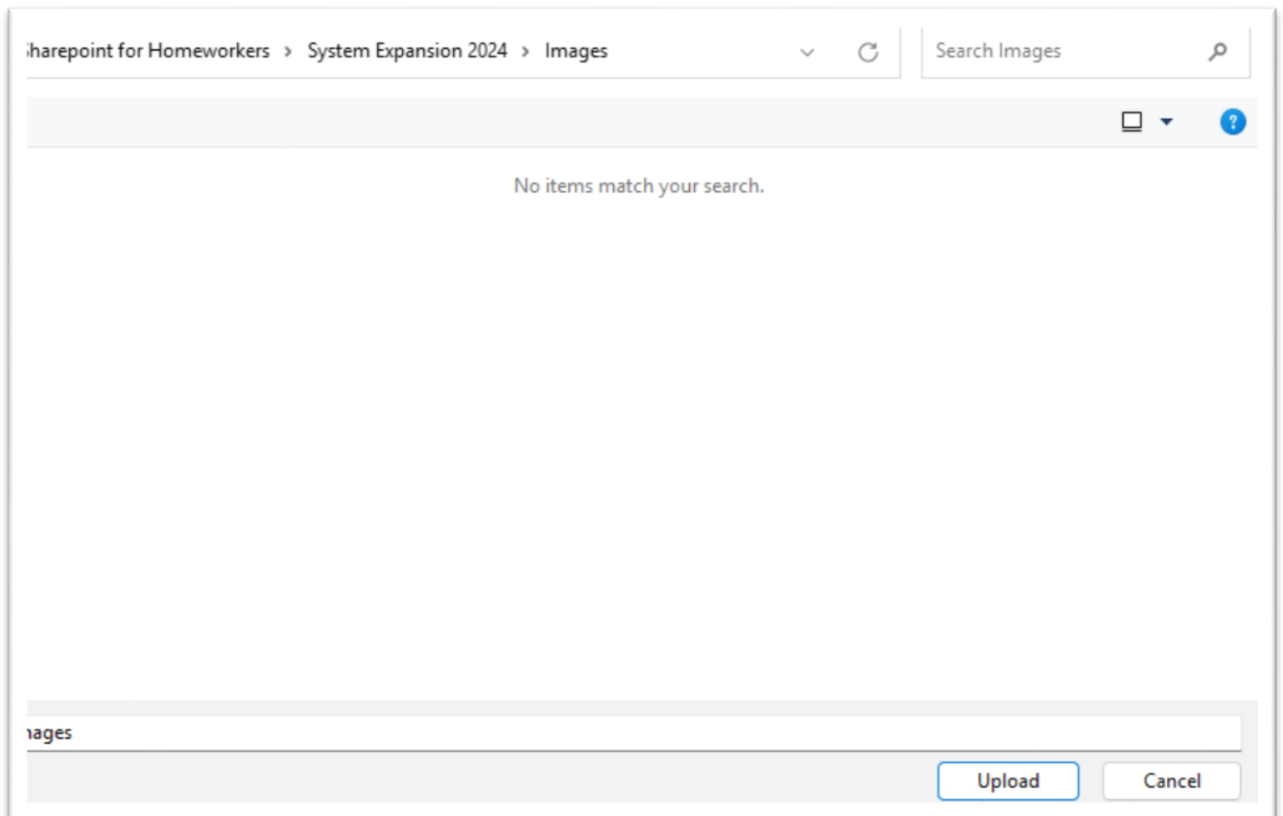 harepoint for Homeworkers > System Expansion 2024 > Images
Search Images
?
No items match your search.
nages
Upload
Cancel